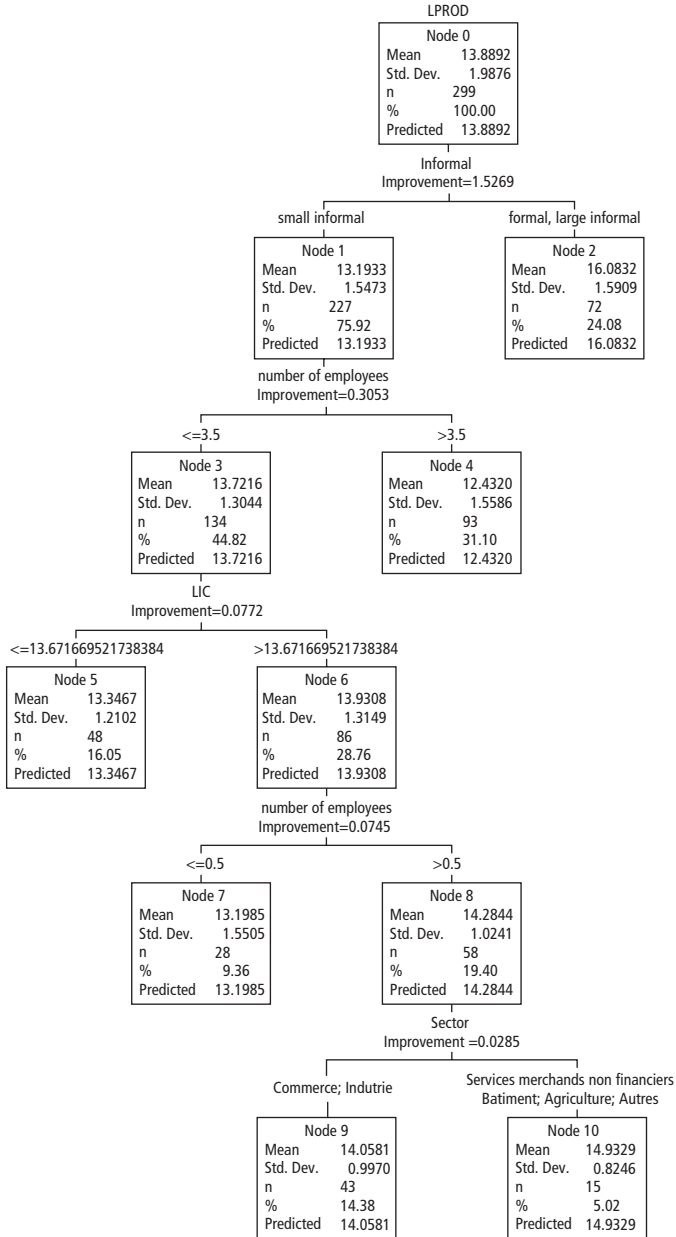 LPROD
Node 0
Mean 13.8892
Std. Dev. 1.9876
n 299
% 100.00
Predicted 13.8892
Informal
Improvement=1.5269
small informal
formal, large informal
Node 1
Mean 13.1933
Std. Dev. 1.5473
n 227
% 75.92
Predicted 13.1933
Node 2
Mean 16.0832
Std. Dev. 1.5909
n 72
% 24.08
Predicted 16.0832
number of employees
Improvement=0.3053
<=3.5
>3.5
Node 3
Mean 13.7216
Std. Dev. 1.3044
n 134
% 44.82
Predicted 13.7216
Node 4
Mean 12.4320
Std. Dev. 1.5586
n 93
% 31.10
Predicted 12.4320
LIC
Improvement=0.0772
<=13.671669521738384
>13.671669521738384
Node 5
Mean 13.3467
Std. Dev. 1.2102
n 48
% 16.05
Predicted 13.3467
Node 6
Mean 13.9308
Std. Dev. 1.3149
n 86
% 28.76
Predicted 13.9308
number of employees
Improvement=0.0745
<=0.5
>0.5
Node 7
Mean 13.1985
Std. Dev. 1.5505
n 28
% 9.36
Predicted 13.1985
Node 8
Mean 14.2844
Std. Dev. 1.0241
n 58
% 19.40
Predicted 14.2844
Sector
Improvement =0.0285
Commerce; Indutrie
Services merchands non financiers
Batiment; Agriculture; Autres
Node 9
Mean 14.0581
Std. Dev. 0.9970
n 43
% 14.38
Predicted 14.0581
Node 10
Mean 14.9329
Std. Dev. 0.8246
n 15
% 5.02
Predicted 14.9329